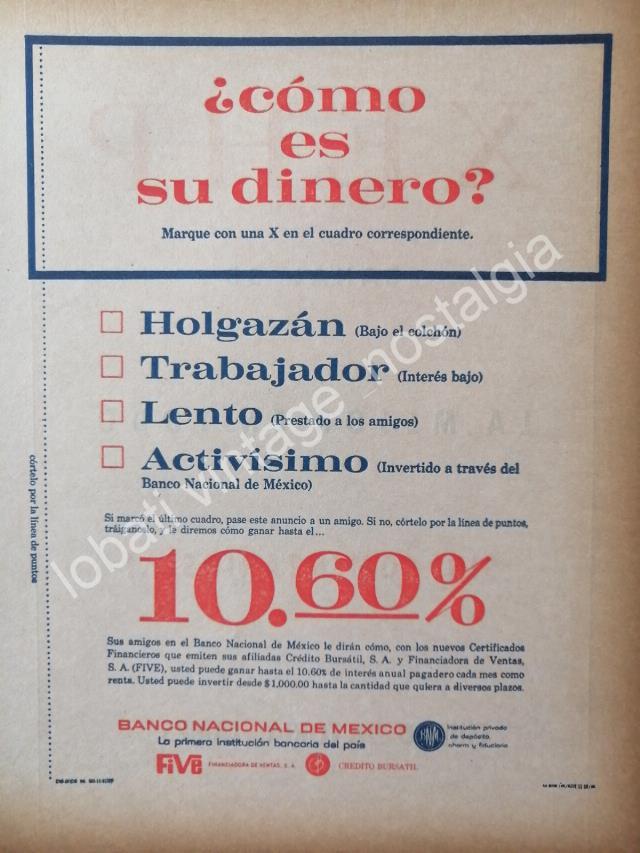 ¿cómo
es
su dinero?
Marque con una X en el cuadro correspondiente.
Holgazán (Bajo el colchón)
Trabajador (Interés bajo)
Lento (Prestado a los amigos)
Activísimo (Invertido a través del
Banco Nacional de México)
córtelo por la línea de puntos
Si marcó el último cuadro, pase este anuncio a un amigo. Si no, córtelo por la línea de puntos,
tráiganoslo, y le diremos cómo ganar hasta el...
10.60%
Sus amigos en el Banco Nacional de México le dirán cómo, con los nuevos Certificados
Financieros que emiten sus afiliadas Crédito Bursátil, S. A. y Financiadora de Ventas,
S. A. (FIVE), usted puede ganar hasta el 10.60% de interés anual pagadero cada mes como
renta. Usted puede invertir desde $1,000.00 hasta la cantidad que quiera a diversos plazos.
BANCO NACIONAL DE MEXICO
La primera institución bancaria del país
BNM
Institución privada
de depósito,
ahorro y fiduciaria
FIVE FINANCIADORA DE VENTAS, S. A. CREDITO BURSATIL
lobati vintage_nostalgia